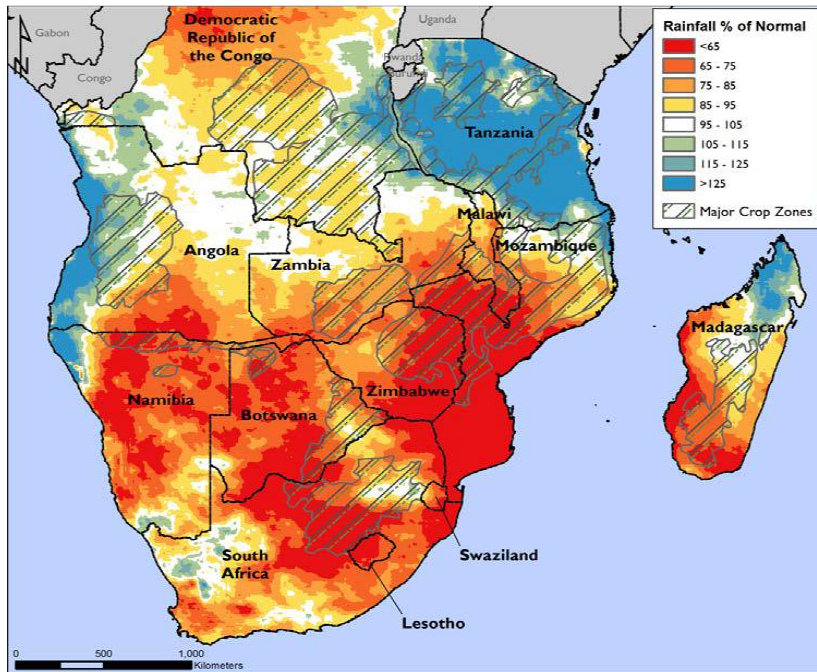 Gabon
Congo
Democratic
Republic of
the Congo
Uganda
Rwanda
Burundi
Tanzania
Angola
Zambia
Malawi
Mozambique
Madagascar
Namibia
Botswana
Zimbabwe
South
Africa
Swaziland
Lesotho
Rainfall % of Normal
<65
65 - 75
75 - 85
85 - 95
95 - 105
105 - 115
115 - 125
>125
Major Crop Zones
N
0 500 1,000
Kilometers